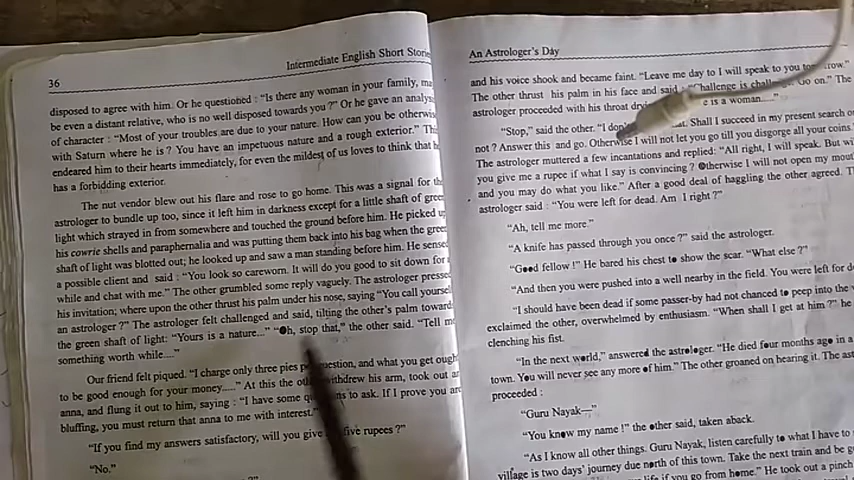 36
Intermediate English Short Stories
disposed to agree with him. Or he questioned : "Is there any woman in your family, may
be even a distant relative, who is no well disposed towards you ?" Or he gave an analys
of character : "Most of your troubles are due to your nature. How can you be otherwise
with Saturn where he is ? You have an impetuous nature and a rough exterior." This
endeared him to their hearts immediately, for even the mildest of us loves to think that h
has a forbidding exterior.
The nut vendor blew out his flare and rose to go home. This was a signal for the
astrologer to bundle up too, since it left him in darkness except for a little shaft of green
light which strayed in from somewhere and touched the ground before him. He picked up
his cowrie shells and paraphernalia and was putting them back into his bag when the green
shaft of light was blotted out; he looked up and saw a man standing before him. He sensed
a possible client and said : "You look so careworn. It will do you good to sit down for a
while and chat with me." The other grumbled some reply vaguely. The astrologer pressed
his invitation; where upon the other thrust his palm under his nose, saying "You call yourself
an astrologer ?" The astrologer felt challenged and said, tilting the other's palm towards
the green shaft of light: "Yours is a nature..." "Oh, stop that," the other said. "Tell me
something worth while...."
Our friend felt piqued. "I charge only three pies question, and what you get ough
to be good enough for your money....." At this the withdrew his arm, took out an
anna, and flung it out to him, saying : "I have some to ask. If I prove you are
bluffing, you must return that anna to me with interest."
"If you find my answers satisfactory, will you give five rupees ?"
"No."
An Astrologer's Day
and his voice shook and became faint. "Leave me day to I will speak to you
The other thrust his palm in his face and said : "Challenge is Go on." The
astrologer proceeded with his throat is a woman...."
"Stop," said the other. "I Shall I succeed in my present search or
not ? Answer this and go. Otherwise I will not let you go till you disgorge all your coins."
The astrologer muttered a few incantations and replied: "All right, I will speak. But wi
you give me a rupee if what I say is convincing ? Otherwise I will not open my mout
and you may do what you like." After a good deal of haggling the other agreed. T
astrologer said : "You were left for dead. Am I right ?"
"Ah, tell me more."
"A knife has passed through you once ?" said the astrologer.
"Good fellow !" He bared his chest to show the scar. "What else ?"
"And then you were pushed into a well nearby in the field. You were left for de
"I should have been dead if some passer-by had not chanced to peep into the w
exclaimed the other, overwhelmed by enthusiasm. "When shall I get at him ?" he
clenching his fist.
"In the next world," answered the astrologer. "He died four months ago in a
town. You will never see any more of him." The other groaned on hearing it. The ast
proceeded :
"Guru Nayak—"
"You know my name !" the other said, taken aback.
"As I know all other things. Guru Nayak, listen carefully to what I have to
village is two days' journey due north of this town. Take the next train and be g
life if you go from home." He took out a pinch